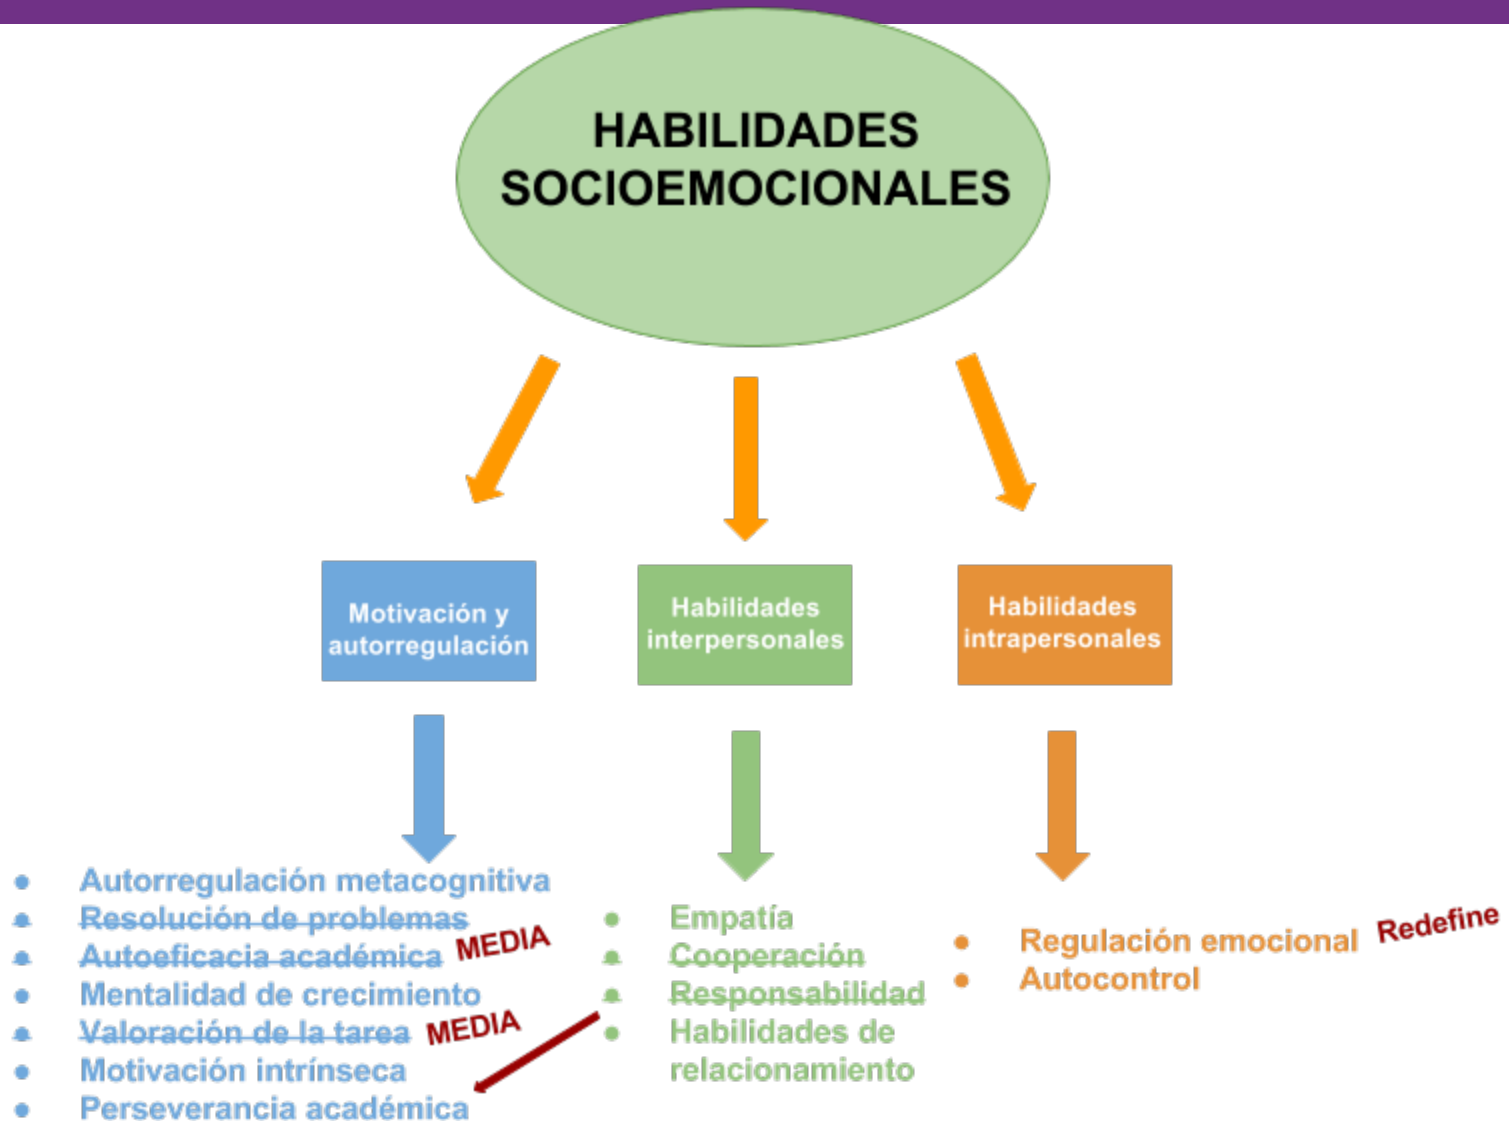 HABILIDADES
SOCIOEMOCIONALES
Motivación y
autorregulación
Habilidades
interpersonales
Habilidades
intrapersonales
● Autorregulación metacognitiva
● Resolución de problemas
● Autoeficacia académica MEDIA
● Mentalidad de crecimiento
● Valoración de la tarea MEDIA
● Motivación intrínseca
● Perseverancia académica
● Empatía
● Cooperación
● Responsabilidad
● Habilidades de
relacionamiento
● Regulación emocional Redefine
● Autocontrol